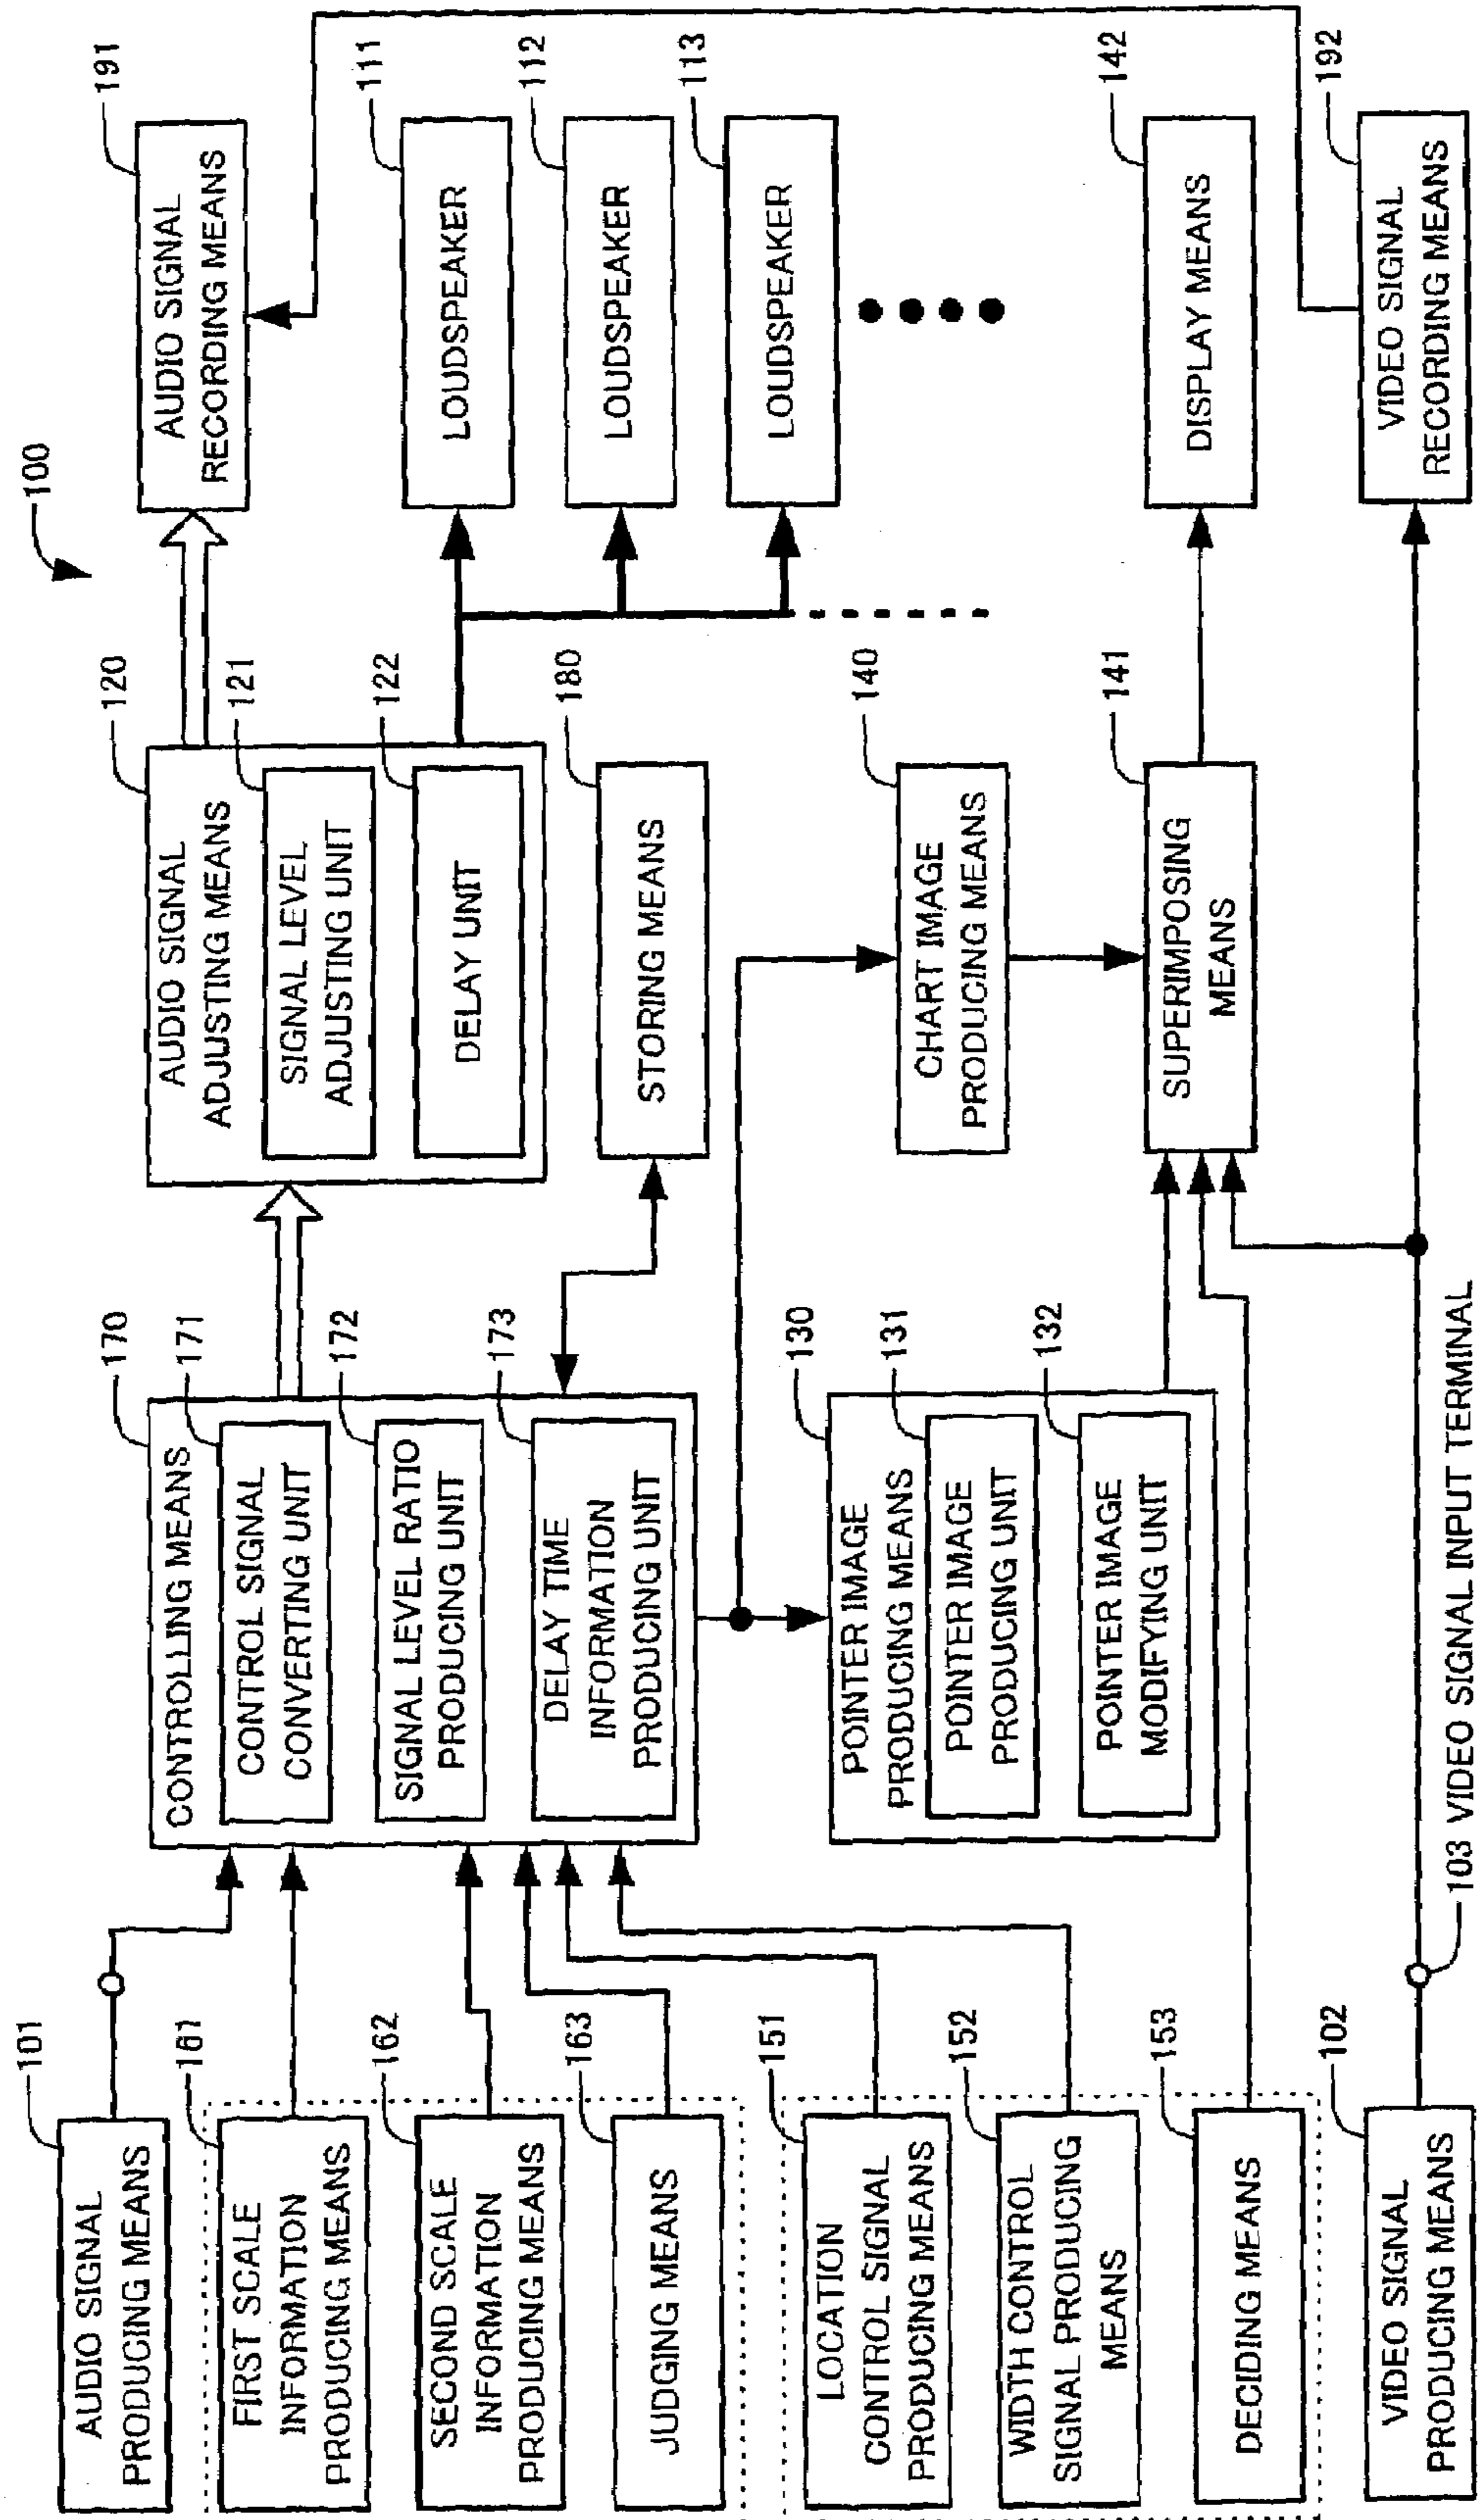 100
101
AUDIO SIGNAL
PRODUCING MEANS
161
FIRST SCALE
INFORMATION
PRODUCING MEANS
162
SECOND SCALE
INFORMATION
PRODUCING MEANS
163
JUDGING MEANS
151
LOCATION
CONTROL SIGNAL
PRODUCING MEANS
152
WIDTH CONTROL
SIGNAL PRODUCING
MEANS
153
DECIDING MEANS
102
VIDEO SIGNAL
PRODUCING MEANS
103 VIDEO SIGNAL INPUT TERMINAL
170
CONTROLLING MEANS
171
CONTROL SIGNAL
CONVERTING UNIT
172
SIGNAL LEVEL RATIO
PRODUCING UNIT
173
DELAY TIME
INFORMATION
PRODUCING UNIT
130
POINTER IMAGE
PRODUCING MEANS
131
POINTER IMAGE
PRODUCING UNIT
132
POINTER IMAGE
MODIFYING UNIT
120
AUDIO SIGNAL
ADJUSTING MEANS
121
SIGNAL LEVEL
ADJUSTING UNIT
122
DELAY UNIT
180
STORING MEANS
140
CHART IMAGE
PRODUCING MEANS
141
SUPERIMPOSING
MEANS
191
AUDIO SIGNAL
RECORDING MEANS
111
LOUDSPEAKER
112
LOUDSPEAKER
113
LOUDSPEAKER
142
DISPLAY MEANS
192
VIDEO SIGNAL
RECORDING MEANS